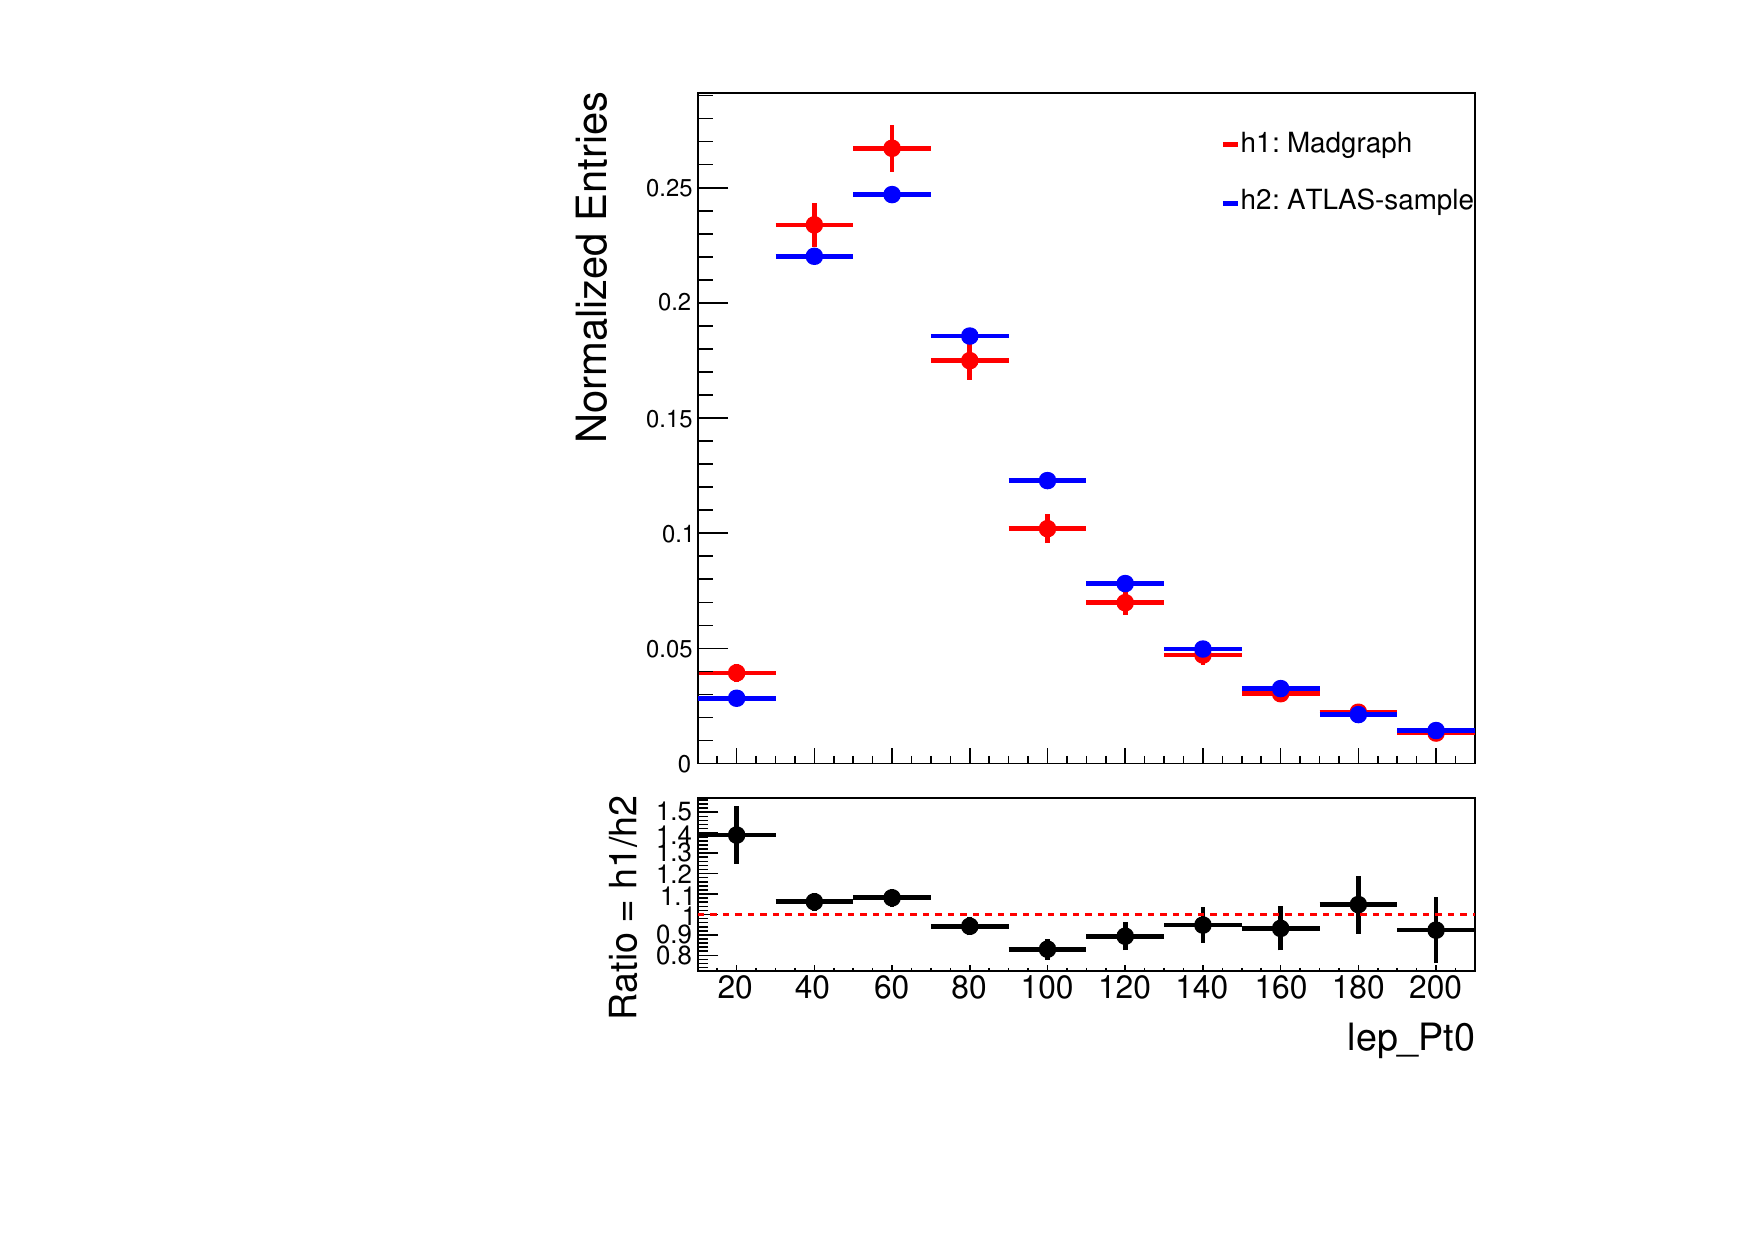 Normalized Entries
h1: Madgraph
h2: ATLAS-sample
0.25
0.2
0.15
0.1
0.05
0
Ratio = h1/h2
1.5
1.4
1.3
1.2
1.1
1
0.9
0.8
20 40 60 80 100 120 140 160 180 200
lep_Pt0